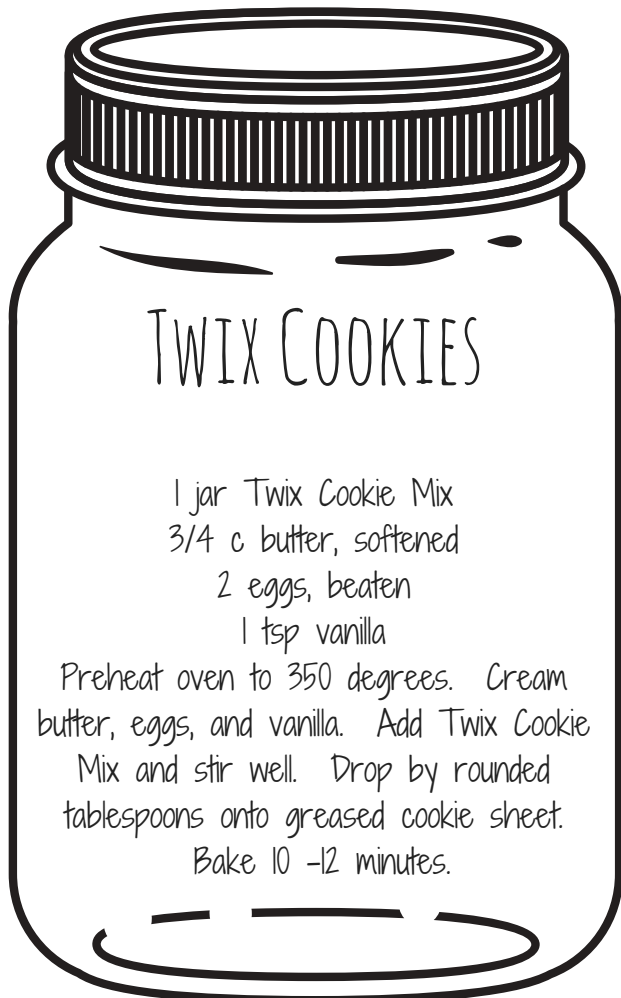 Twix Cookies
1 jar Twix Cookie Mix
3/4 c butter, softened
2 eggs, beaten
1 tsp vanilla
Preheat oven to 350 degrees. Cream
butter, eggs, and vanilla. Add Twix Cookie
Mix and stir well. Drop by rounded
tablespoons onto greased cookie sheet.
Bake 10 -12 minutes.